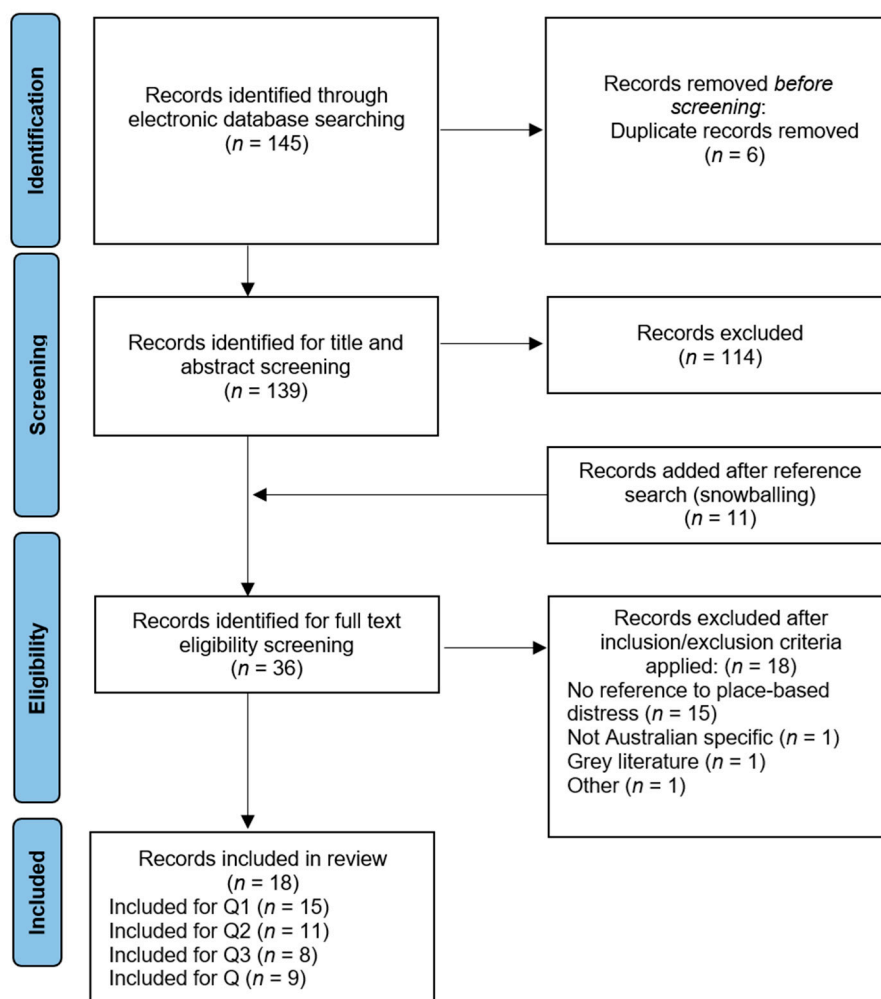 Identification
Records identified through
electronic database searching
(n = 145)
Records removed before
screening:
Duplicate records removed
(n = 6)
Screening
Records identified for title and
abstract screening
(n = 139)
Records excluded
(n = 114)
Records added after reference
search (snowballing)
(n = 11)
Eligibility
Records identified for full text
eligibility screening
(n = 36)
Records excluded after
inclusion/exclusion criteria
applied: (n = 18)
No reference to place-based
distress (n = 15)
Not Australian specific (n = 1)
Grey literature (n = 1)
Other (n = 1)
Included
Records included in review
(n = 18)
Included for Q1 (n = 15)
Included for Q2 (n = 11)
Included for Q3 (n = 8)
Included for Q (n = 9)